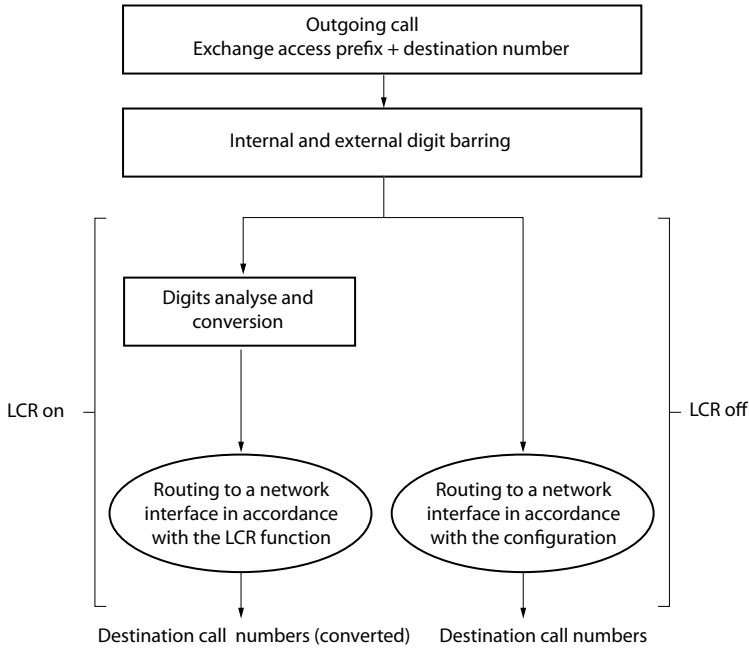 Outgoing call
Exchange access prefix + destination number
Internal and external digit barring
Digits analyse and
conversion
LCR on
LCR off
Routing to a network
interface in accordance
with the LCR function
Routing to a network
interface in accordance
with the configuration
Destination call numbers (converted)
Destination call numbers